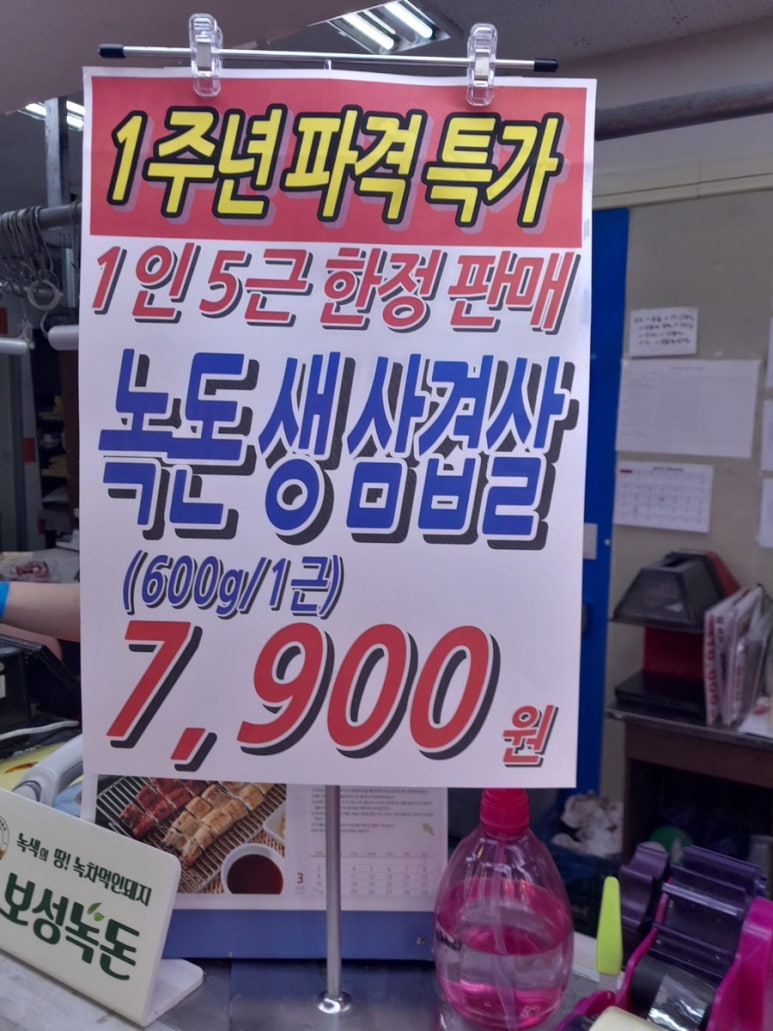 1주년 파격 특가
1인 5근 한정 판매
녹돈 생 삼겹살
(600g/1근)
7,900원
녹색의 땅! 녹차먹인돼지
보성녹돈
3